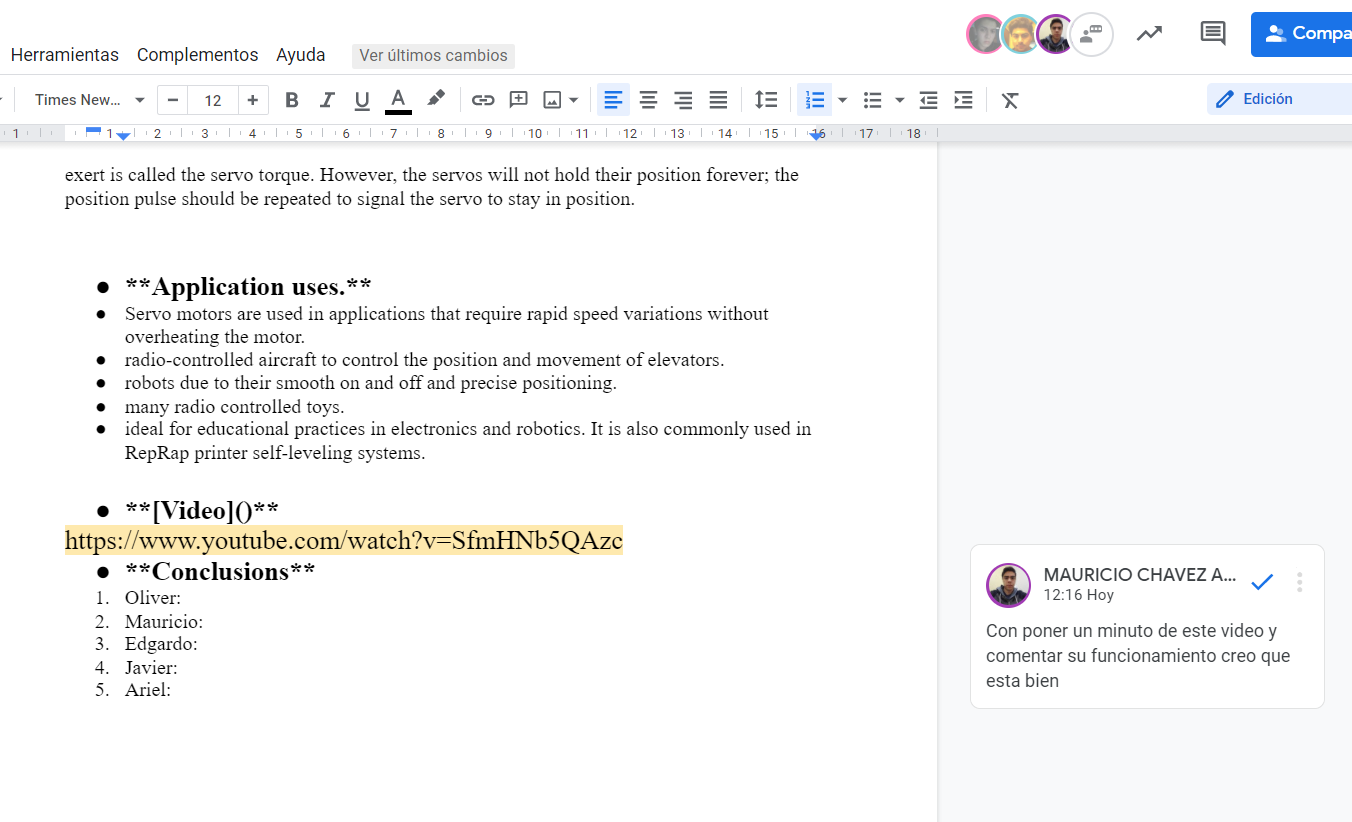 Herramientas Complementos Ayuda Ver últimos cambios
Compa
Times New... − 12 + B I U A Edición
1 1 2 3 4 5 6 7 8 9 10 11 12 13 14 15 16 17 18
exert is called the servo torque. However, the servos will not hold their position forever; the
position pulse should be repeated to signal the servo to stay in position.
● **Application uses.**
● Servo motors are used in applications that require rapid speed variations without
overheating the motor.
● radio-controlled aircraft to control the position and movement of elevators.
● robots due to their smooth on and off and precise positioning.
● many radio controlled toys.
● ideal for educational practices in electronics and robotics. It is also commonly used in
RepRap printer self-leveling systems.
● **[Video]()**
https://www.youtube.com/watch?v=SfmHNb5QAzc
● **Conclusions**
1. Oliver:
2. Mauricio:
3. Edgardo:
4. Javier:
5. Ariel:
MAURICIO CHAVEZ A...
12:16 Hoy
Con poner un minuto de este video y
comentar su funcionamiento creo que
esta bien